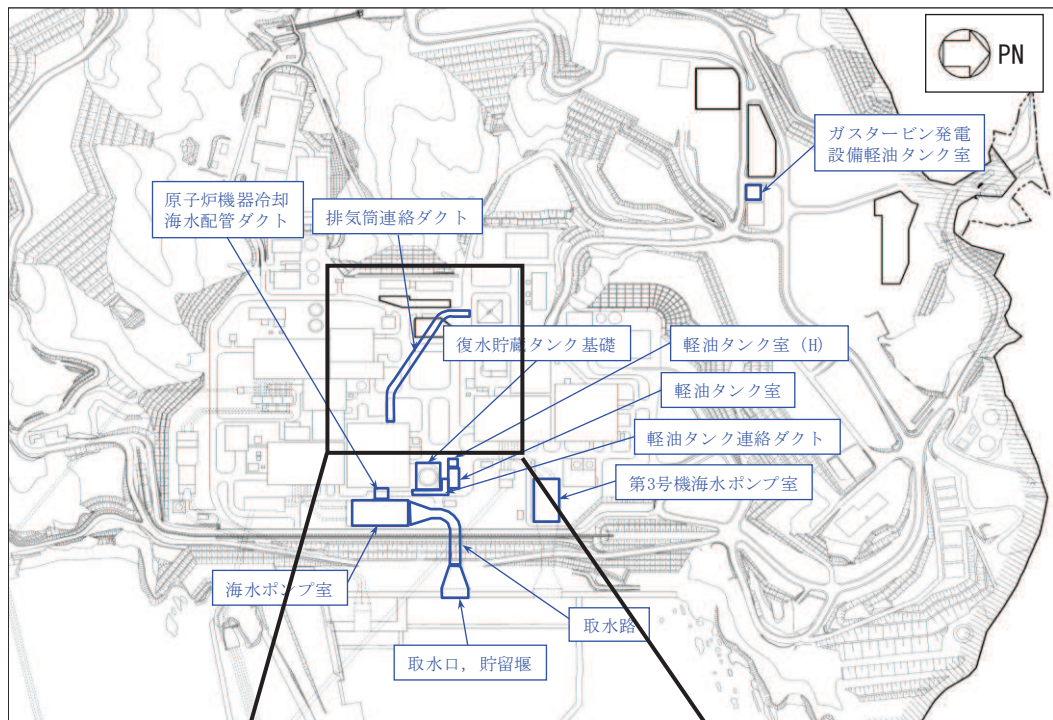 PN
ガスタービン発電
設備軽油タンク室
原子炉機器冷却
海水配管ダクト
排気筒連絡ダクト
復水貯蔵タンク基礎
軽油タンク室（H）
軽油タンク室
軽油タンク連絡ダクト
第3号機海水ポンプ室
海水ポンプ室
取水路
取水口，貯留堰